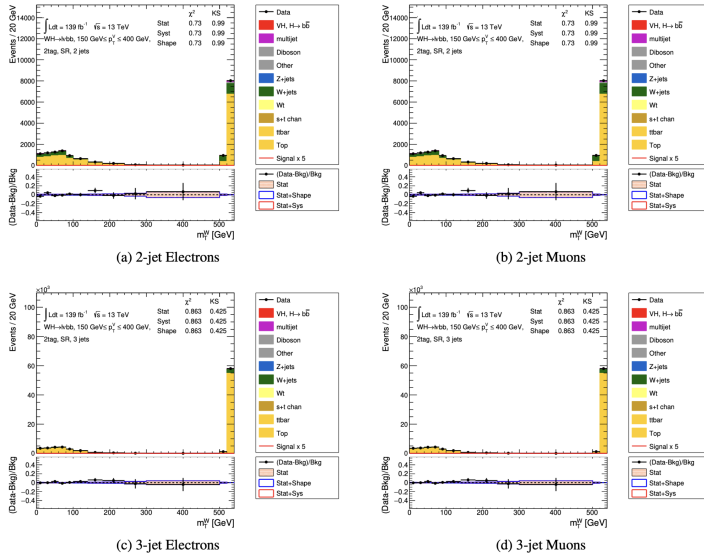 χ² KS
∫Ldt = 139 fb⁻¹ √s = 13 TeV Stat 0.73 0.99
Syst 0.73 0.99
WH→lvbb, 150 GeV≤ p_T^V ≤ 400 GeV, Shape 0.73 0.99
2tag, SR, 2 jets
Events / 20 GeV
14000
12000
10000
8000
6000
4000
2000
0
Data
VH, H→ bb̄
multijet
Diboson
Other
Z+jets
W+jets
Wt
s+t chan
ttbar
Top
Signal x 5
(Data-Bkg)/Bkg
0.4
0.2
0
−0.2
−0.4
(Data-Bkg)/Bkg
Stat
Stat+Shape
Stat+Sys
0 100 200 300 400 500
m_T^W [GeV]
(a) 2-jet Electrons
χ² KS
∫Ldt = 139 fb⁻¹ √s = 13 TeV Stat 0.73 0.99
Syst 0.73 0.99
WH→lvbb, 150 GeV≤ p_T^V ≤ 400 GeV, Shape 0.73 0.99
2tag, SR, 2 jets
Events / 20 GeV
14000
12000
10000
8000
6000
4000
2000
0
Data
VH, H→ bb̄
multijet
Diboson
Other
Z+jets
W+jets
Wt
s+t chan
ttbar
Top
Signal x 5
(Data-Bkg)/Bkg
0.4
0.2
0
−0.2
−0.4
(Data-Bkg)/Bkg
Stat
Stat+Shape
Stat+Sys
0 100 200 300 400 500
m_T^W [GeV]
(b) 2-jet Muons
×10³
χ² KS
∫Ldt = 139 fb⁻¹ √s = 13 TeV Stat 0.863 0.425
Syst 0.863 0.425
WH→lvbb, 150 GeV≤ p_T^V ≤ 400 GeV, Shape 0.863 0.425
2tag, SR, 3 jets
Events / 20 GeV
100
80
60
40
20
0
Data
VH, H→ bb̄
multijet
Diboson
Other
Z+jets
W+jets
Wt
s+t chan
ttbar
Top
Signal x 5
(Data-Bkg)/Bkg
0.4
0.2
0
−0.2
−0.4
(Data-Bkg)/Bkg
Stat
Stat+Shape
Stat+Sys
0 100 200 300 400 500
m_T^W [GeV]
(c) 3-jet Electrons
×10³
χ² KS
∫Ldt = 139 fb⁻¹ √s = 13 TeV Stat 0.863 0.425
Syst 0.863 0.425
WH→lvbb, 150 GeV≤ p_T^V ≤ 400 GeV, Shape 0.863 0.425
2tag, SR, 3 jets
Events / 20 GeV
100
80
60
40
20
0
Data
VH, H→ bb̄
multijet
Diboson
Other
Z+jets
W+jets
Wt
s+t chan
ttbar
Top
Signal x 5
(Data-Bkg)/Bkg
0.4
0.2
0
−0.2
−0.4
(Data-Bkg)/Bkg
Stat
Stat+Shape
Stat+Sys
0 100 200 300 400 500
m_T^W [GeV]
(d) 3-jet Muons